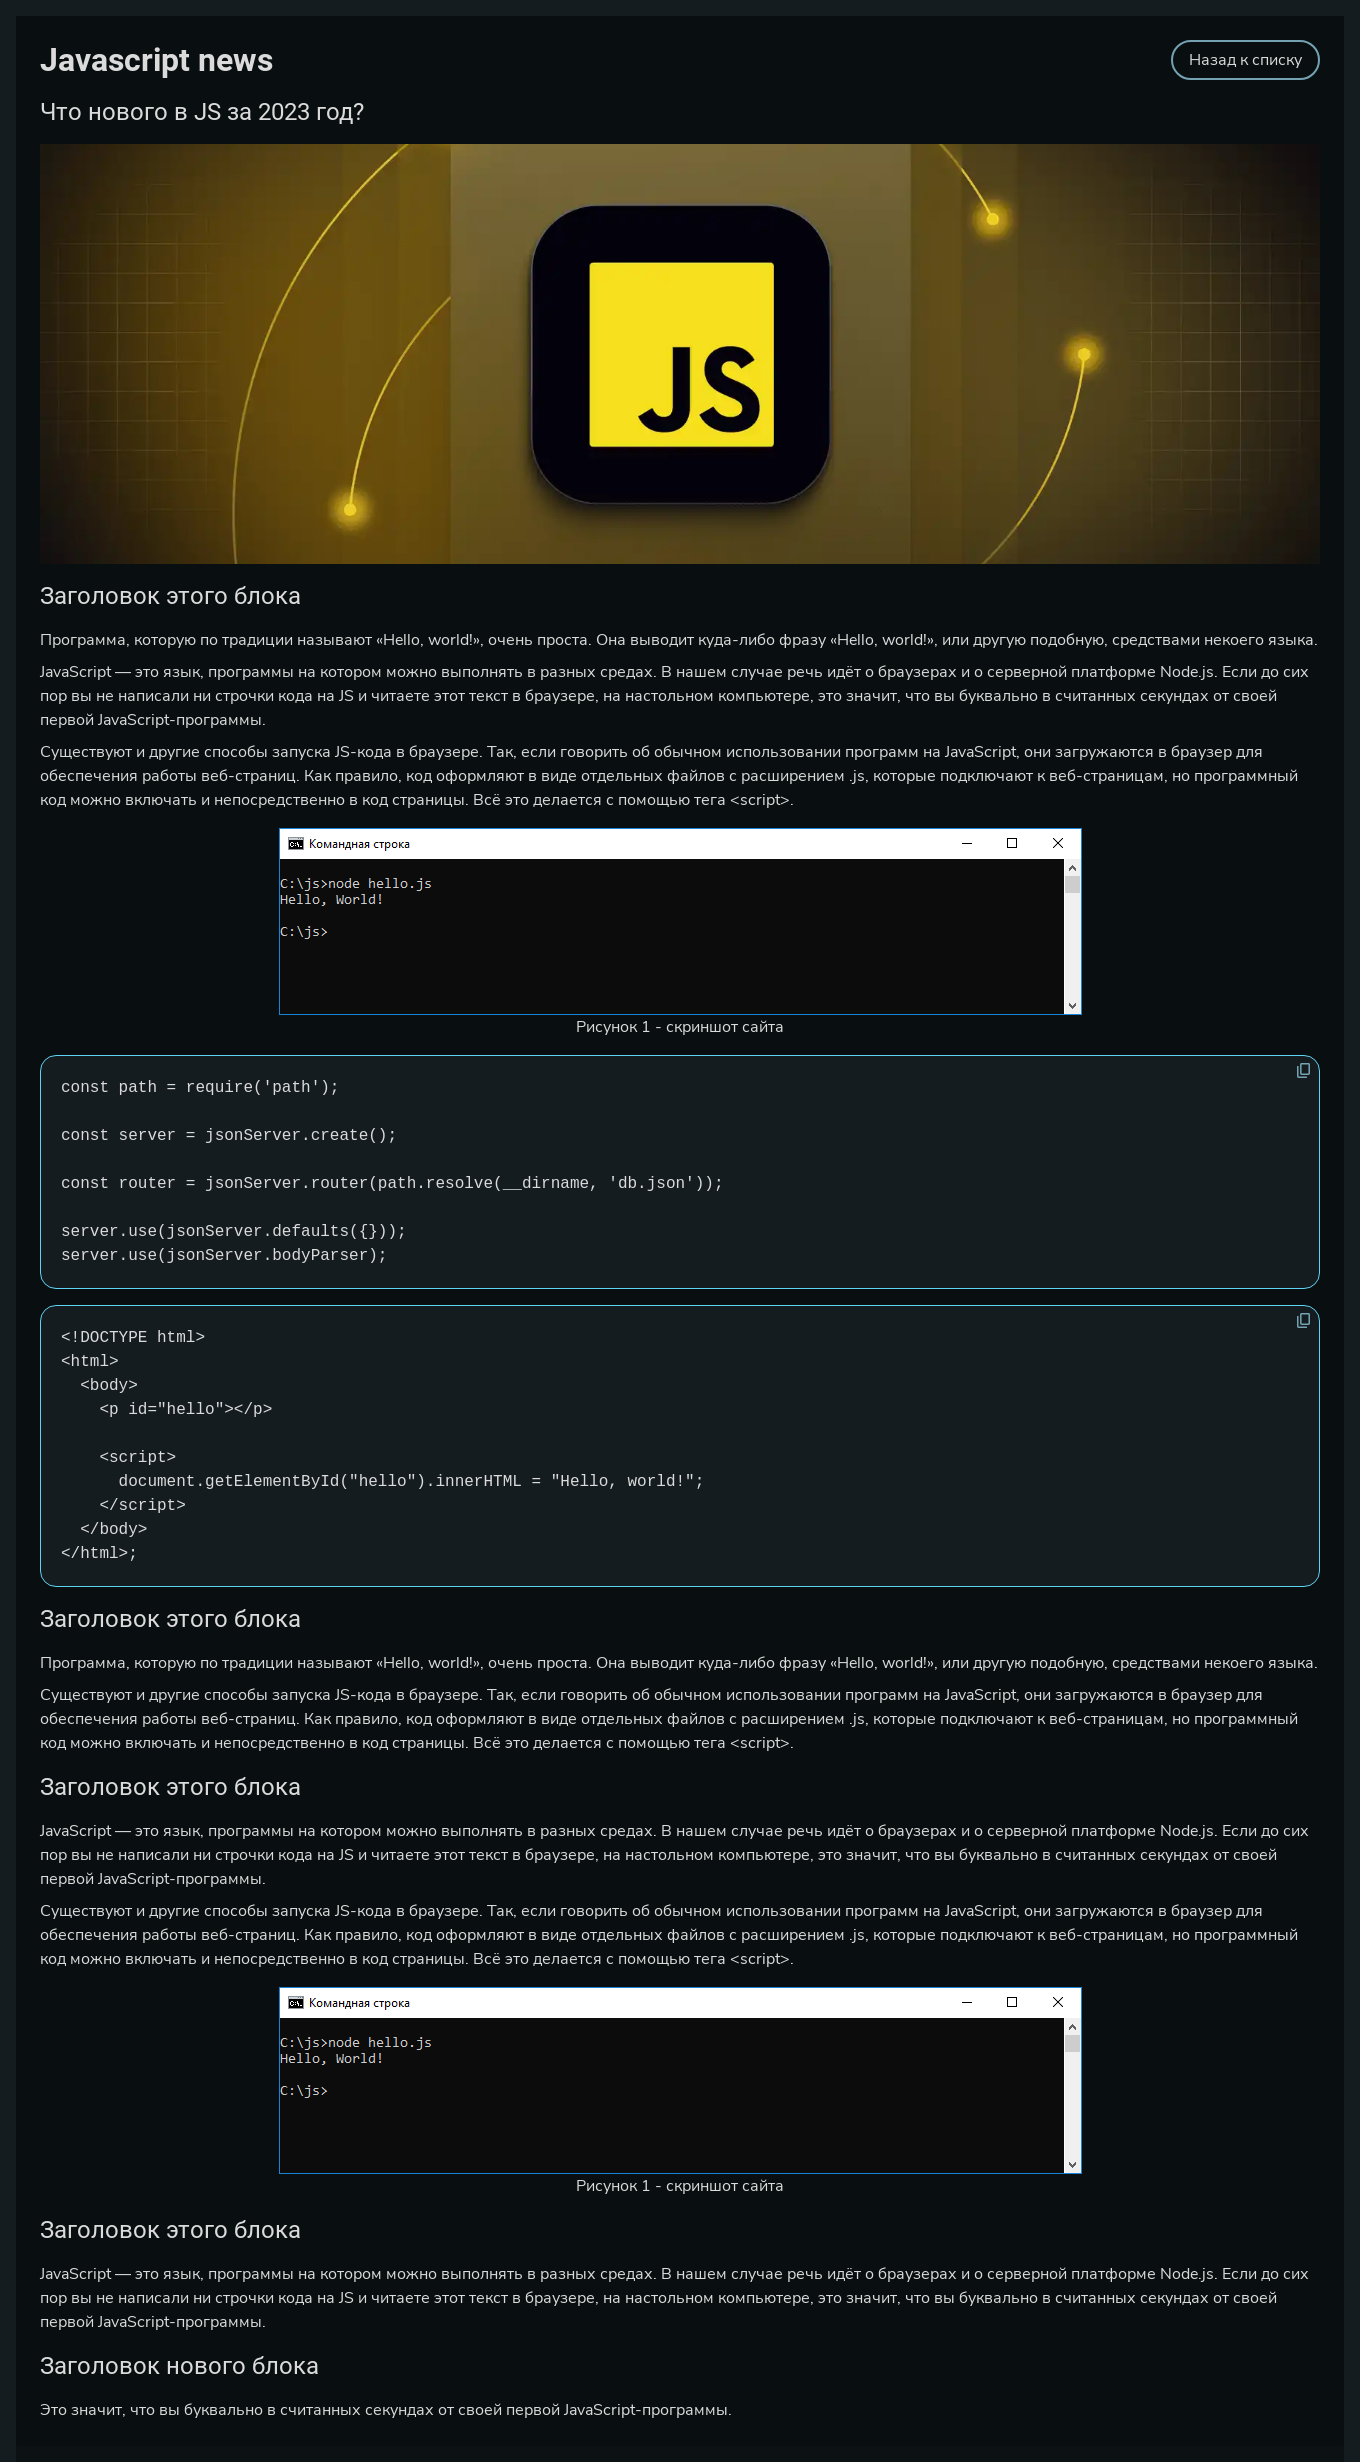 Javascript news
Назад к списку
Что нового в JS за 2023 год?
JS
Заголовок этого блока
Программа, которую по традиции называют «Hello, world!», очень проста. Она выводит куда-либо фразу «Hello, world!», или другую подобную, средствами некоего языка.
JavaScript — это язык, программы на котором можно выполнять в разных средах. В нашем случае речь идёт о браузерах и о серверной платформе Node.js. Если до сих
пор вы не написали ни строчки кода на JS и читаете этот текст в браузере, на настольном компьютере, это значит, что вы буквально в считанных секундах от своей
первой JavaScript-программы.
Существуют и другие способы запуска JS-кода в браузере. Так, если говорить об обычном использовании программ на JavaScript, они загружаются в браузер для
обеспечения работы веб-страниц. Как правило, код оформляют в виде отдельных файлов с расширением .js, которые подключают к веб-страницам, но программный
код можно включать и непосредственно в код страницы. Всё это делается с помощью тега <script>.
C:\. Командная строка
C:\js>node hello.js
Hello, World!
C:\js>
Рисунок 1 - скриншот сайта
const path = require('path');
const server = jsonServer.create();
const router = jsonServer.router(path.resolve(__dirname, 'db.json'));
server.use(jsonServer.defaults({}));
server.use(jsonServer.bodyParser);
<!DOCTYPE html>
<html>
  <body>
    <p id="hello"></p>
    <script>
      document.getElementById("hello").innerHTML = "Hello, world!";
    </script>
  </body>
</html>;
Заголовок этого блока
Программа, которую по традиции называют «Hello, world!», очень проста. Она выводит куда-либо фразу «Hello, world!», или другую подобную, средствами некоего языка.
Существуют и другие способы запуска JS-кода в браузере. Так, если говорить об обычном использовании программ на JavaScript, они загружаются в браузер для
обеспечения работы веб-страниц. Как правило, код оформляют в виде отдельных файлов с расширением .js, которые подключают к веб-страницам, но программный
код можно включать и непосредственно в код страницы. Всё это делается с помощью тега <script>.
Заголовок этого блока
JavaScript — это язык, программы на котором можно выполнять в разных средах. В нашем случае речь идёт о браузерах и о серверной платформе Node.js. Если до сих
пор вы не написали ни строчки кода на JS и читаете этот текст в браузере, на настольном компьютере, это значит, что вы буквально в считанных секундах от своей
первой JavaScript-программы.
Существуют и другие способы запуска JS-кода в браузере. Так, если говорить об обычном использовании программ на JavaScript, они загружаются в браузер для
обеспечения работы веб-страниц. Как правило, код оформляют в виде отдельных файлов с расширением .js, которые подключают к веб-страницам, но программный
код можно включать и непосредственно в код страницы. Всё это делается с помощью тега <script>.
C:\. Командная строка
C:\js>node hello.js
Hello, World!
C:\js>
Рисунок 1 - скриншот сайта
Заголовок этого блока
JavaScript — это язык, программы на котором можно выполнять в разных средах. В нашем случае речь идёт о браузерах и о серверной платформе Node.js. Если до сих
пор вы не написали ни строчки кода на JS и читаете этот текст в браузере, на настольном компьютере, это значит, что вы буквально в считанных секундах от своей
первой JavaScript-программы.
Заголовок нового блока
Это значит, что вы буквально в считанных секундах от своей первой JavaScript-программы.